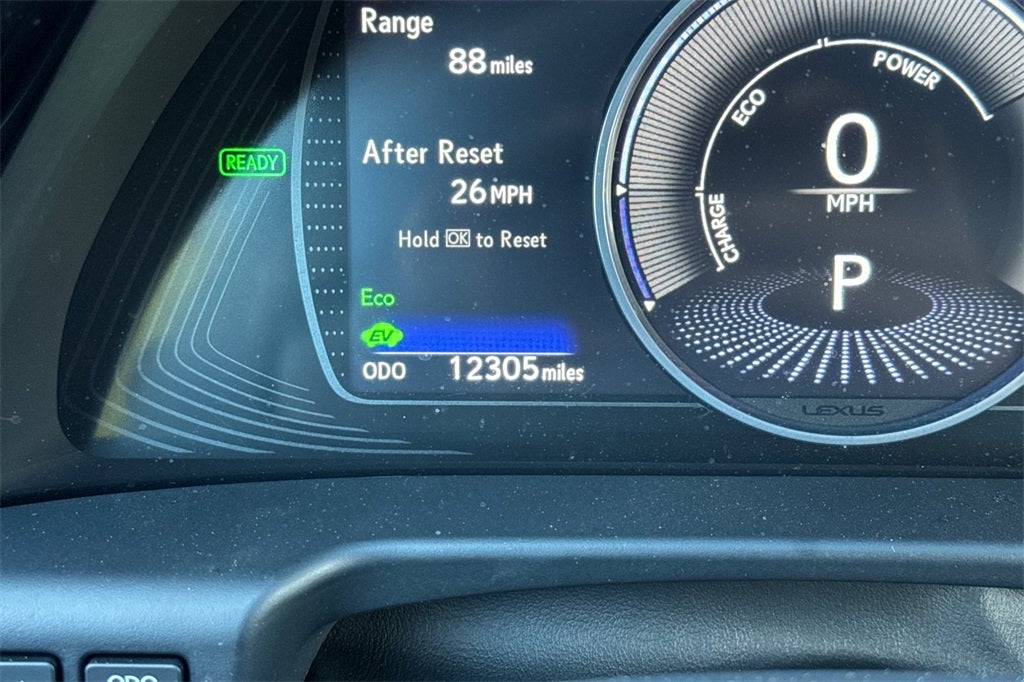 Range
88 miles
READY
After Reset
26 MPH
Hold OK to Reset
Eco
EV
ODO 12305 miles
CHARGE
ECO
POWER
0
MPH
P
LEXUS
ODO